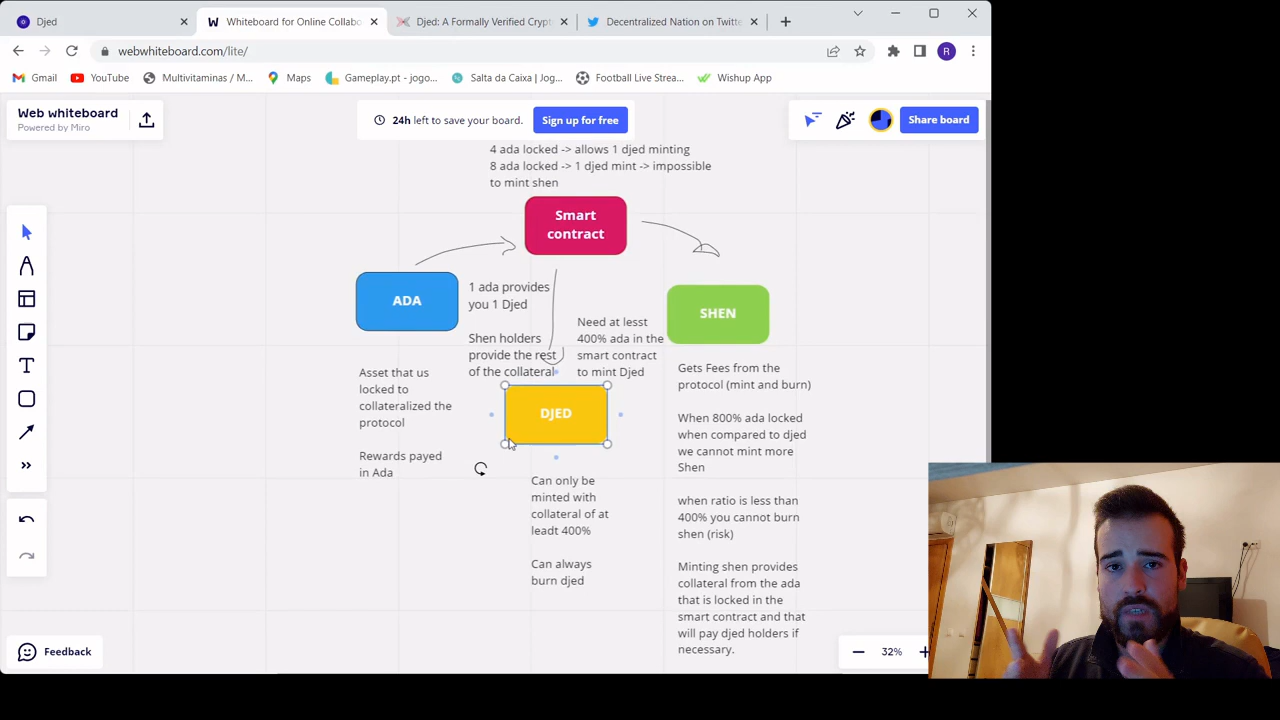 Djed
Whiteboard for Online Collabo
Djed: A Formally Verified Crypt
Decentralized Nation on Twitte
webwhiteboard.com/lite/
R
Gmail
YouTube
Multivitaminas / M...
Maps
Gameplay.pt - jogo...
Salta da Caixa | Jog...
Football Live Strea...
Wishup App
Web whiteboard
Powered by Miro
24h left to save your board.
Sign up for free
Share board
4 ada locked -> allows 1 djed minting
8 ada locked -> 1 djed mint -> impossible
to mint shen
Smart
contract
ADA
1 ada provides
you 1 Djed
Shen holders
provide the rest
of the collateral
Need at lesst
400% ada in the
smart contract
to mint Djed
SHEN
Asset that us
locked to
collateralized the
protocol
Rewards payed
in Ada
DJED
Can only be
minted with
collateral of at
leadt 400%
Can always
burn djed
Gets Fees from the
protocol (mint and burn)
When 800% ada locked
when compared to djed
we cannot mint more
Shen
when ratio is less than
400% you cannot burn
shen (risk)
Minting shen provides
collateral from the ada
that is locked in the
smart contract and that
will pay djed holders if
necessary.
T
Feedback
32%